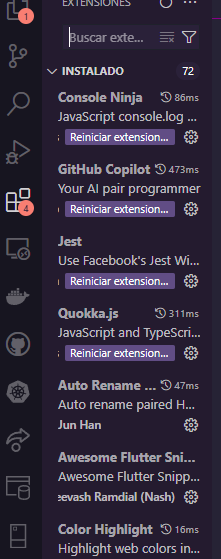 EXTENSIONES
1
Buscar exte...
INSTALADO 72
Console Ninja 86ms
JavaScript console.log ...
Reiniciar extension...
GitHub Copilot 473ms
Your AI pair programmer
Reiniciar extension...
4
Jest
Use Facebook's Jest Wi...
Reiniciar extension...
Quokka.js 311ms
JavaScript and TypeScri...
Reiniciar extension...
Auto Rename ... 47ms
Auto rename paired H...
Jun Han
Awesome Flutter Sni...
Awesome Flutter Snipp...
eevash Ramdial (Nash)
Color Highlight 16ms
Highlight web colors in...